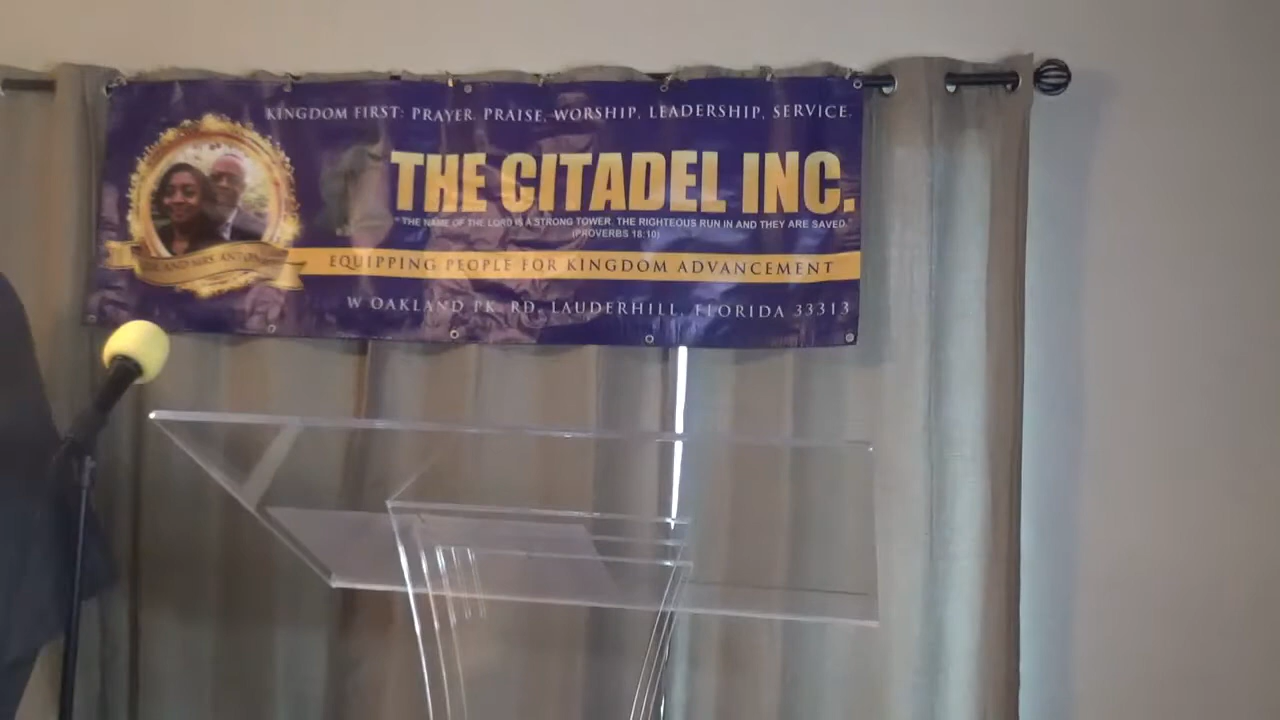 KINGDOM FIRST: PRAYER. PRAISE, WORSHIP, LEADERSHIP, SERVICE.
THE CITADEL INC.
"THE NAME OF THE LORD IS A STRONG TOWER. THE RIGHTEOUS RUN IN AND THEY ARE SAVED."
(PROVERBS 18:10)
AND MRS. 
EQUIPPING PEOPLE FOR KINGDOM ADVANCEMENT
W OAKLAND PK. RD. LAUDERHILL, FLORIDA 33313